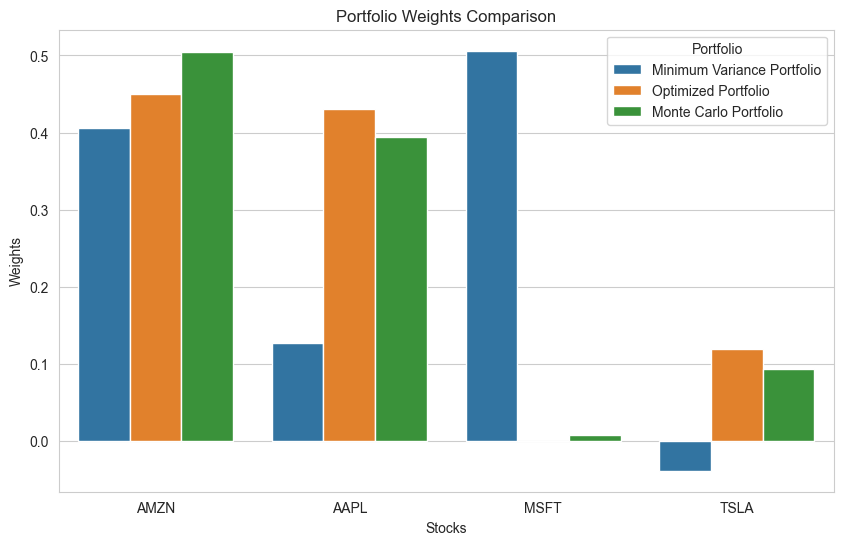 Portfolio Weights Comparison
Portfolio
Minimum Variance Portfolio
Optimized Portfolio
Monte Carlo Portfolio
Weights
0.5
0.4
0.3
0.2
0.1
0.0
AMZN
AAPL
MSFT
TSLA
Stocks